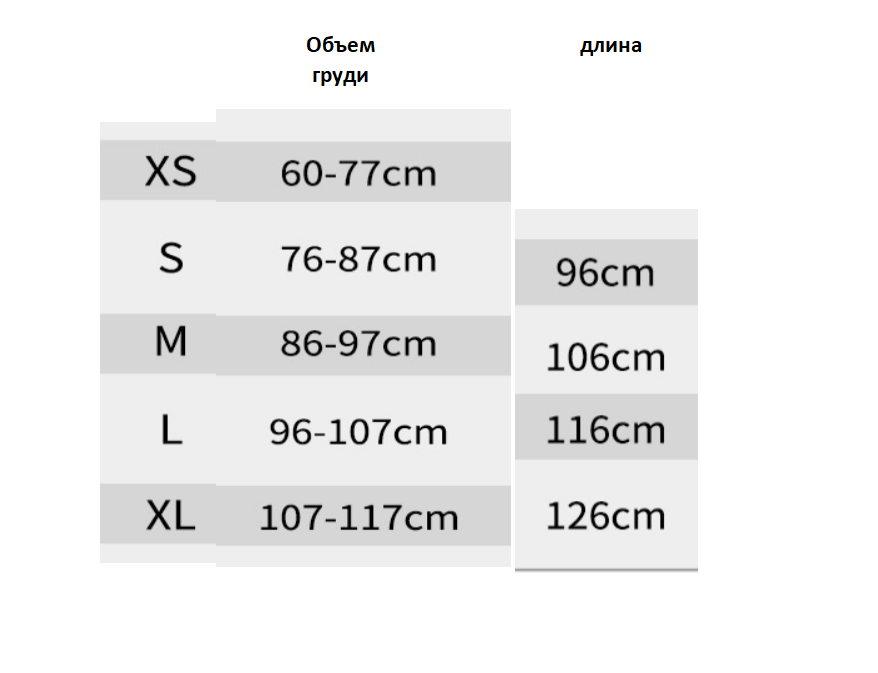 Объем
груди
длина
XS 60-77cm
S 76-87cm 96cm
M 86-97cm 106cm
L 96-107cm 116cm
XL 107-117cm 126cm